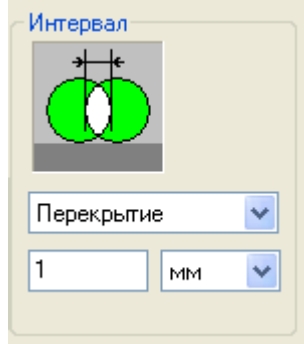 Интервал
Перекрытие
1 мм